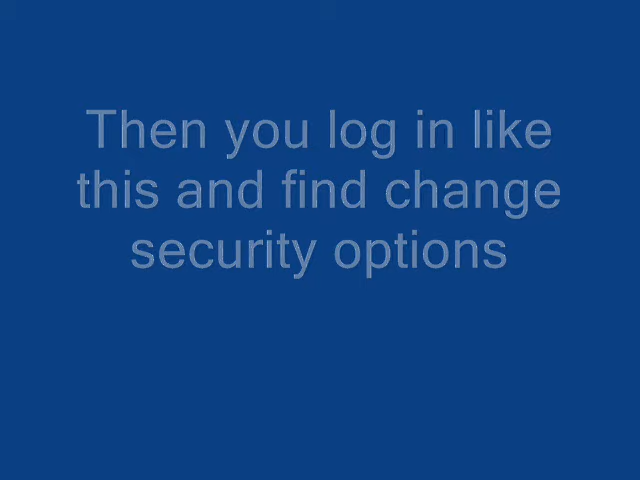 Then you log in like
this and find change
security options